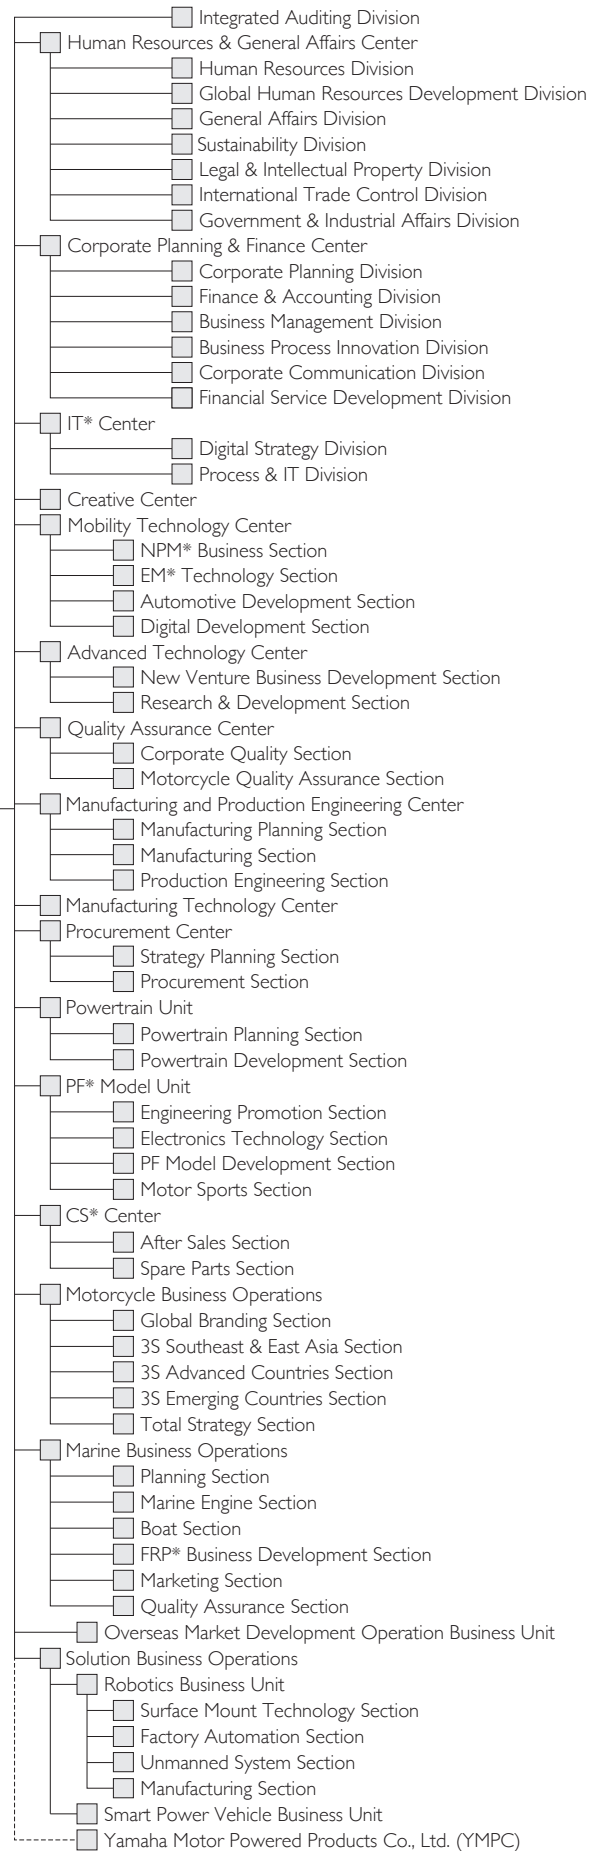 Integrated Auditing Division
Human Resources & General Affairs Center
Human Resources Division
Global Human Resources Development Division
General Affairs Division
Sustainability Division
Legal & Intellectual Property Division
International Trade Control Division
Government & Industrial Affairs Division
Corporate Planning & Finance Center
Corporate Planning Division
Finance & Accounting Division
Business Management Division
Business Process Innovation Division
Corporate Communication Division
Financial Service Development Division
IT* Center
Digital Strategy Division
Process & IT Division
Creative Center
Mobility Technology Center
NPM* Business Section
EM* Technology Section
Automotive Development Section
Digital Development Section
Advanced Technology Center
New Venture Business Development Section
Research & Development Section
Quality Assurance Center
Corporate Quality Section
Motorcycle Quality Assurance Section
Manufacturing and Production Engineering Center
Manufacturing Planning Section
Manufacturing Section
Production Engineering Section
Manufacturing Technology Center
Procurement Center
Strategy Planning Section
Procurement Section
Powertrain Unit
Powertrain Planning Section
Powertrain Development Section
PF* Model Unit
Engineering Promotion Section
Electronics Technology Section
PF Model Development Section
Motor Sports Section
CS* Center
After Sales Section
Spare Parts Section
Motorcycle Business Operations
Global Branding Section
3S Southeast & East Asia Section
3S Advanced Countries Section
3S Emerging Countries Section
Total Strategy Section
Marine Business Operations
Planning Section
Marine Engine Section
Boat Section
FRP* Business Development Section
Marketing Section
Quality Assurance Section
Overseas Market Development Operation Business Unit
Solution Business Operations
Robotics Business Unit
Surface Mount Technology Section
Factory Automation Section
Unmanned System Section
Manufacturing Section
Smart Power Vehicle Business Unit
Yamaha Motor Powered Products Co., Ltd. (YMPC)